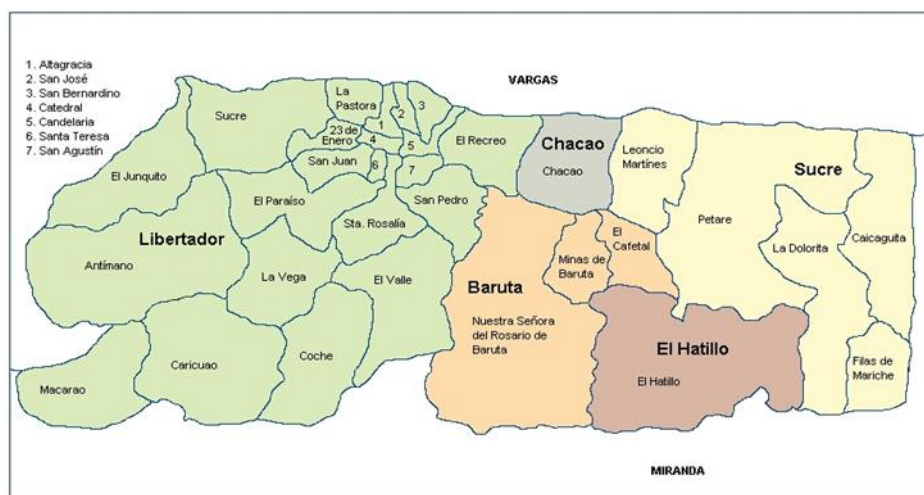 1. Altagracia
2. San José
3. San Bernardino
4. Catedral
5. Candelaria
6. Santa Teresa
7. San Agustín
VARGAS
La
Pastora
Sucre
1
2
3
23 de
Enero
4
5
El Recreo
Chacao
Chacao
Leoncio
Martínes
Sucre
San Juan
6
7
El Junquito
El Paraíso
San Pedro
Petare
Sta. Rosalía
Libertador
El
Cafetal
La Dolorita
Caicaguita
Antímano
La Vega
El Valle
Minas de
Baruta
Baruta
Nuestra Señora
del Rosario de
Baruta
El Hatillo
El Hatillo
Coche
Caricuao
Macarao
Filas de
Mariche
MIRANDA